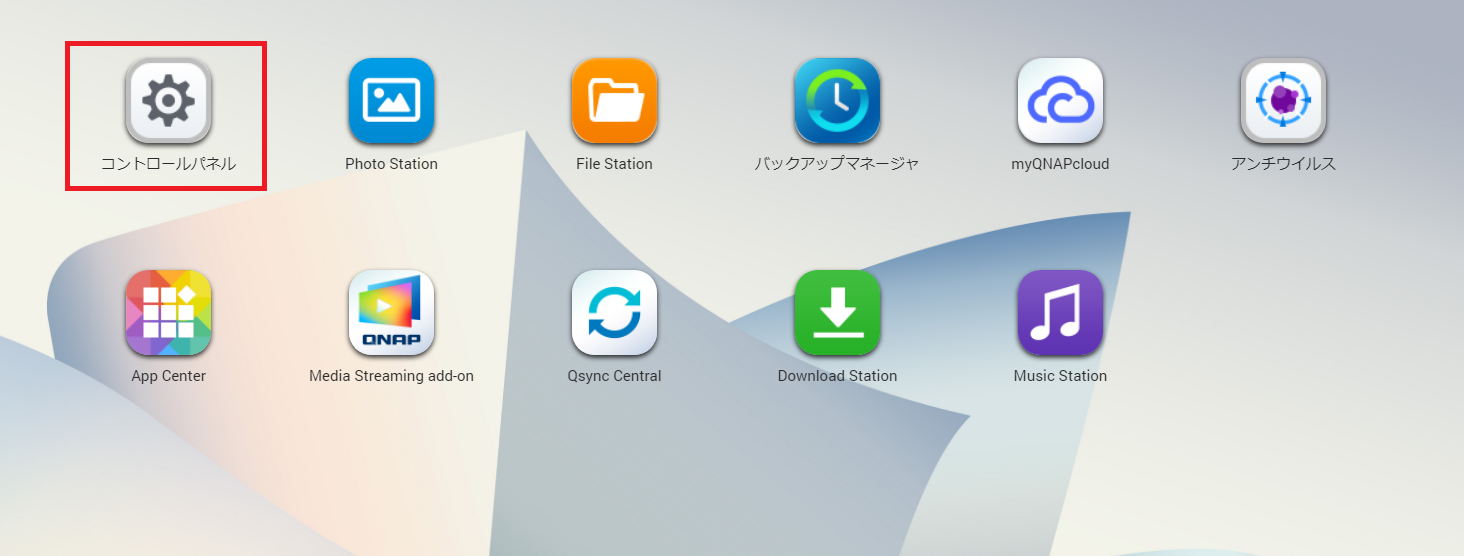 コントロールパネル
Photo Station
File Station
バックアップマネージャ
myQNAPcloud
アンチウイルス
QNAP
App Center
Media Streaming add-on
Qsync Central
Download Station
Music Station